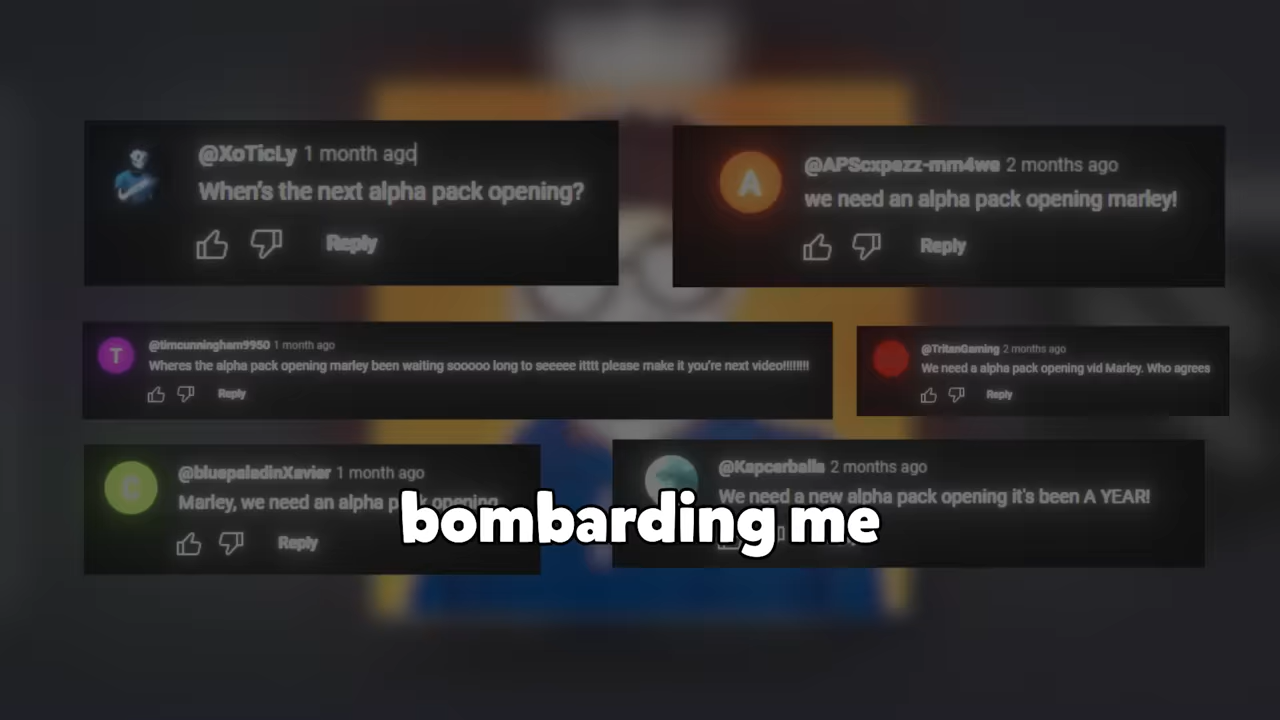 @XoTicLy 1 month ago
When's the next alpha pack opening?
Reply
@APScxpezz-mm4we 2 months ago
we need an alpha pack opening marley!
Reply
T
@timcunningham9950 1 month ago
Wheres the alpha pack opening marley been waiting sooooo long to seeeee itttt please make it you're next video!!!!!!!!
Reply
@TritanGaming 2 months ago
We need a alpha pack opening vid Marley. Who agrees
Reply
@bluepaladinXavior 1 month ago
Marley, we need an alpha pack opening
Reply
@Kapcerballs 2 months ago
We need a new alpha pack opening it's been A YEAR!
bombarding me